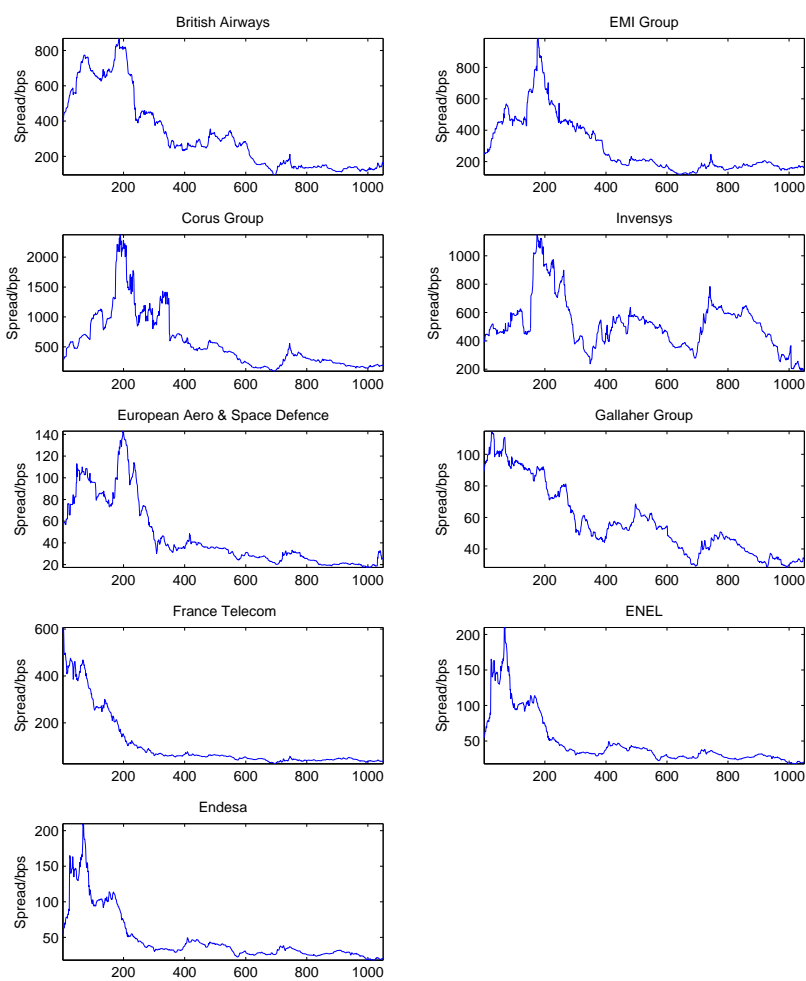 British Airways
Spread/bps
800
600
400
200
200 400 600 800 1000
EMI Group
Spread/bps
800
600
400
200
200 400 600 800 1000
Corus Group
Spread/bps
2000
1500
1000
500
200 400 600 800 1000
Invensys
Spread/bps
1000
800
600
400
200
200 400 600 800 1000
European Aero & Space Defence
Spread/bps
140
120
100
80
60
40
20
200 400 600 800 1000
Gallaher Group
Spread/bps
100
80
60
40
200 400 600 800 1000
France Telecom
Spread/bps
600
400
200
200 400 600 800 1000
ENEL
Spread/bps
200
150
100
50
200 400 600 800 1000
Endesa
Spread/bps
200
150
100
50
200 400 600 800 1000